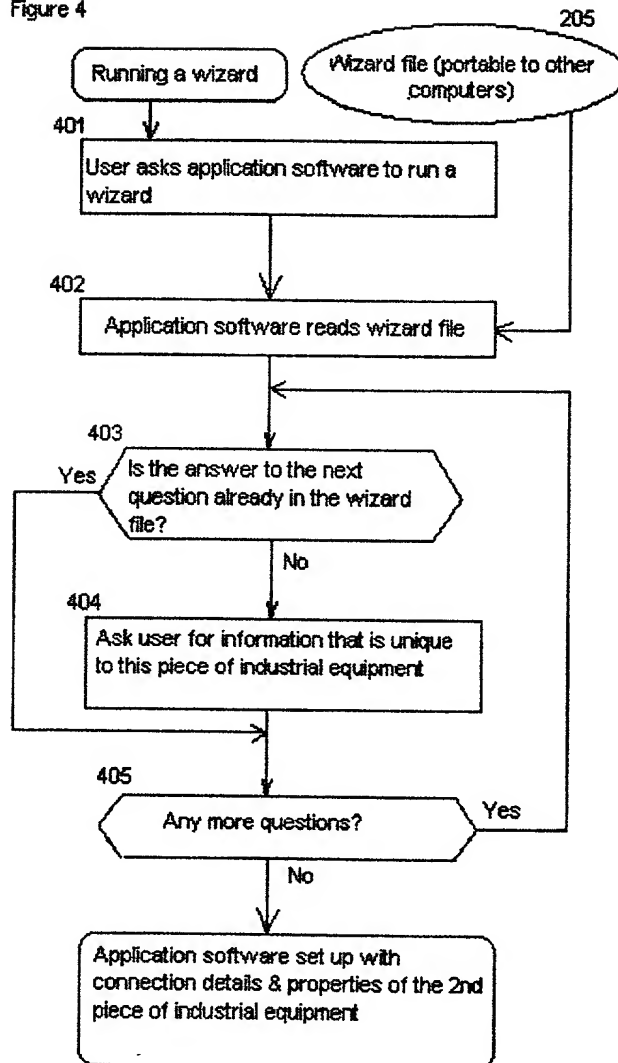 Figure 4
205
Running a wizard
Wizard file (portable to other
computers)
401
User asks application software to run a
wizard
402
Application software reads wizard file
403
Yes
Is the answer to the next
question already in the wizard
file?
No
404
Ask user for information that is unique
to this piece of industrial equipment
405
Any more questions?
Yes
No
Application software set up with
connection details & properties of the 2nd
piece of industrial equipment